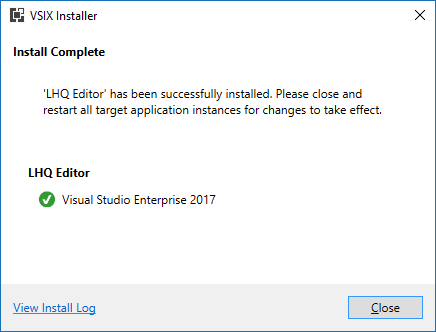 VSIX Installer
Install Complete
'LHQ Editor' has been successfully installed. Please close and
restart all target application instances for changes to take effect.
LHQ Editor
Visual Studio Enterprise 2017
View Install Log
Close